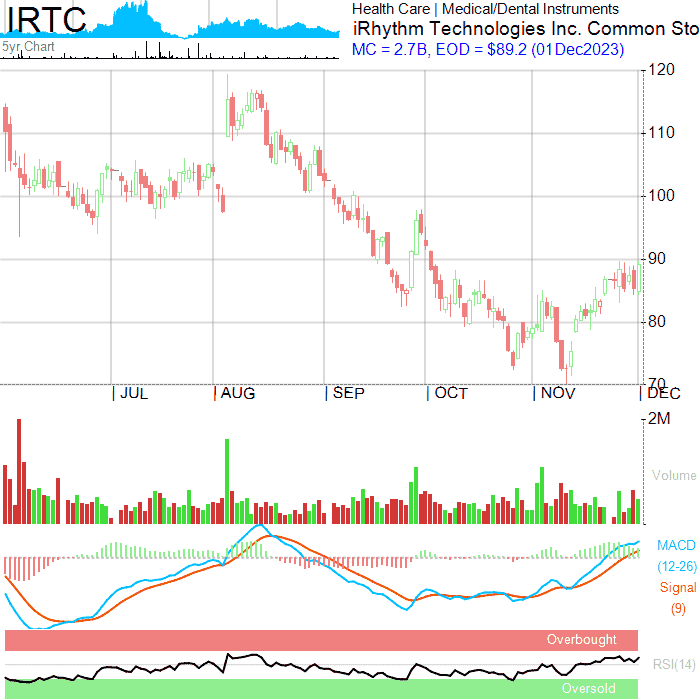 IRTC
5yr Chart
Health Care | Medical/Dental Instruments
iRhythm Technologies Inc. Common Sto
MC = 2.7B, EOD = $89.2 (01Dec2023)
120
110
100
90
80
70
JUL AUG SEP OCT NOV DEC
2M
Volume
MACD
(12-26)
Signal
(9)
Overbought
RSI(14)
Oversold